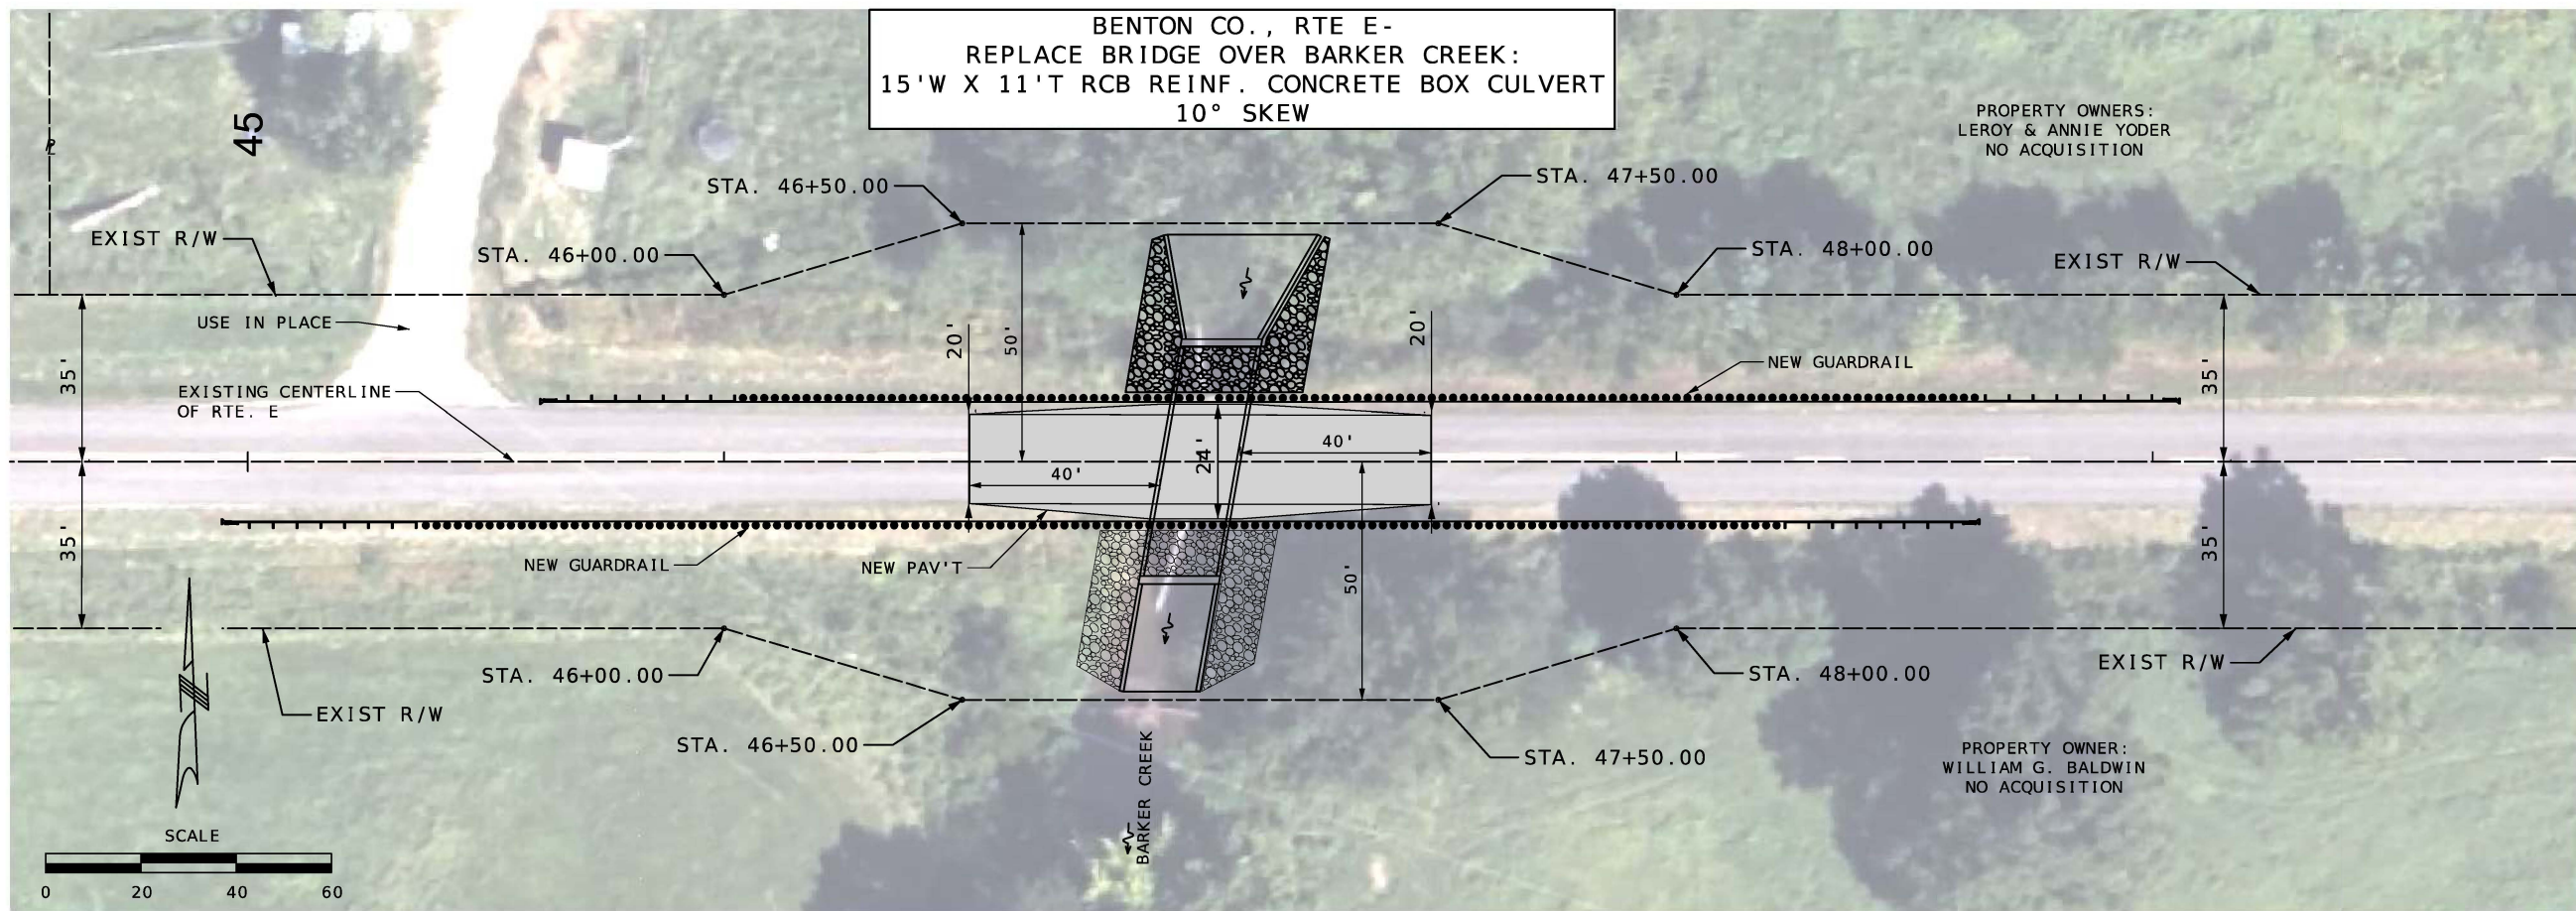 BENTON CO., RTE E-
REPLACE BRIDGE OVER BARKER CREEK:
15'W X 11'T RCB REINF. CONCRETE BOX CULVERT
10° SKEW
PROPERTY OWNERS:
LEROY & ANNIE YODER
NO ACQUISITION
45
PL
STA. 46+50.00
STA. 47+50.00
EXIST R/W
STA. 46+00.00
STA. 48+00.00
EXIST R/W
USE IN PLACE
20'
50'
20'
35'
35'
NEW GUARDRAIL
EXISTING CENTERLINE
OF RTE. E
24'
40'
40'
35'
35'
NEW GUARDRAIL
NEW PAV'T
50'
STA. 46+00.00
STA. 48+00.00
EXIST R/W
EXIST R/W
STA. 46+50.00
STA. 47+50.00
BARKER CREEK
PROPERTY OWNER:
WILLIAM G. BALDWIN
NO ACQUISITION
SCALE
0 20 40 60